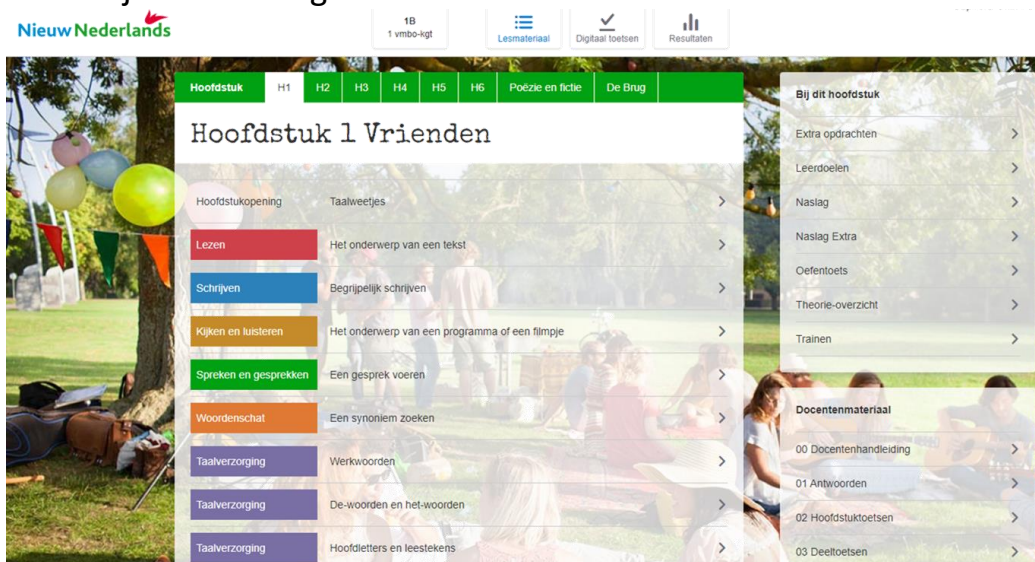 Nieuw Nederlands
1B
1 vmbo-kgt
Lesmateriaal
Digitaal toetsen
Resultaten
Hoofdstuk H1 H2 H3 H4 H5 H6 Poëzie en fictie De Brug
Hoofdstuk 1 Vrienden
Hoofdstukopening Taalweetjes
Lezen Het onderwerp van een tekst
Schrijven Begrijpelijk schrijven
Kijken en luisteren Het onderwerp van een programma of een filmpje
Spreken en gesprekken Een gesprek voeren
Woordenschat Een synoniem zoeken
Taalverzorging Werkwoorden
Taalverzorging De-woorden en het-woorden
Taalverzorging Hoofdletters en leestekens
Bij dit hoofdstuk
Extra opdrachten
Leerdoelen
Naslag
Naslag Extra
Oefentoets
Theorie-overzicht
Trainen
Docentenmateriaal
00 Docentenhandleiding
01 Antwoorden
02 Hoofdstuktoetsen
03 Deeltoetsen